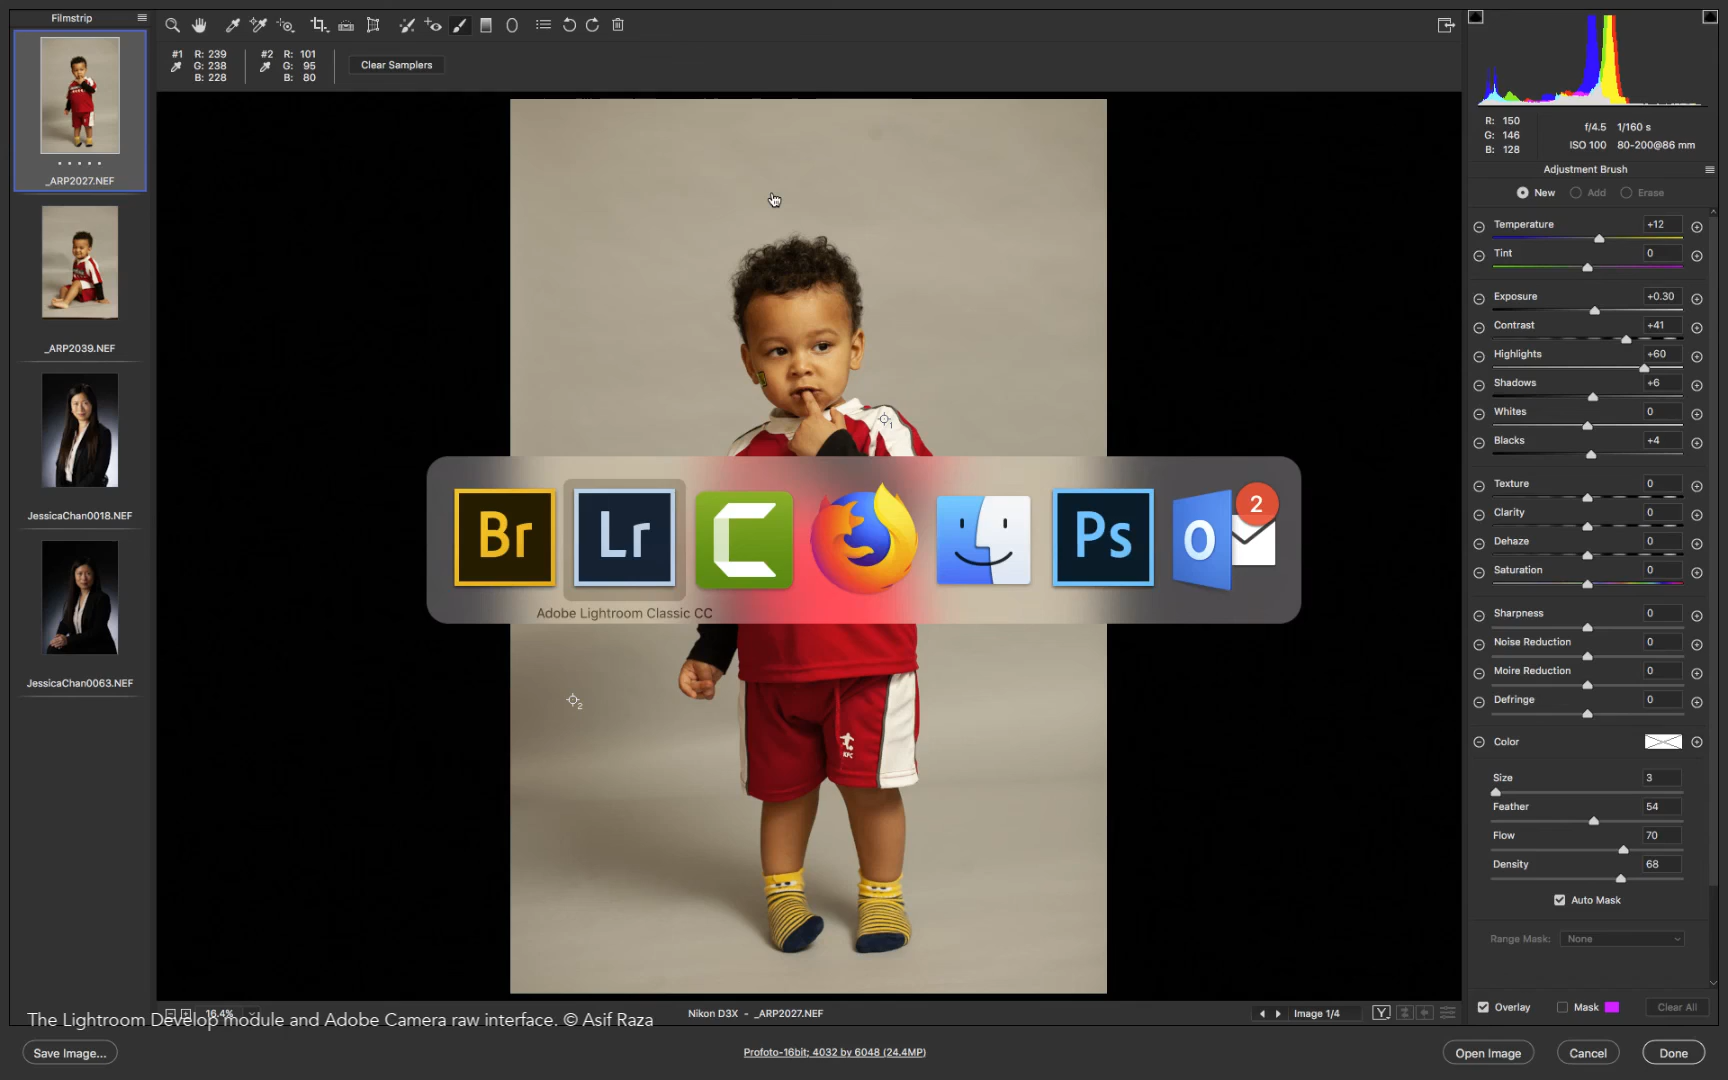 Filmstrip
#1 R: 239 #2 R: 101
G: 238 G: 95
B: 228 B: 80
Clear Samplers
_ARP2027.NEF
_ARP2039.NEF
JessicaChan0018.NEF
JessicaChan0063.NEF
1
2
KFC
Br
Lr
Ps
O
2
Adobe Lightroom Classic CC
R: 150 f/4.5 1/160 s
G: 146 ISO 100 80-200@86 mm
B: 128
Adjustment Brush
New Add Erase
Temperature +12
Tint 0
Exposure +0.30
Contrast +41
Highlights +60
Shadows +6
Whites 0
Blacks +4
Texture 0
Clarity 0
Dehaze 0
Saturation 0
Sharpness 0
Noise Reduction 0
Moire Reduction 0
Defringe 0
Color
Size 3
Feather 54
Flow 70
Density 68
Auto Mask
Range Mask: None
Overlay Mask Clear All
16.4%
The Lightroom Develop module and Adobe Camera raw interface. © Asif Raza
Nikon D3X - _ARP2027.NEF
Image 1/4
Y
Save Image...
Profoto-16bit; 4032 by 6048 (24.4MP)
Open Image Cancel Done